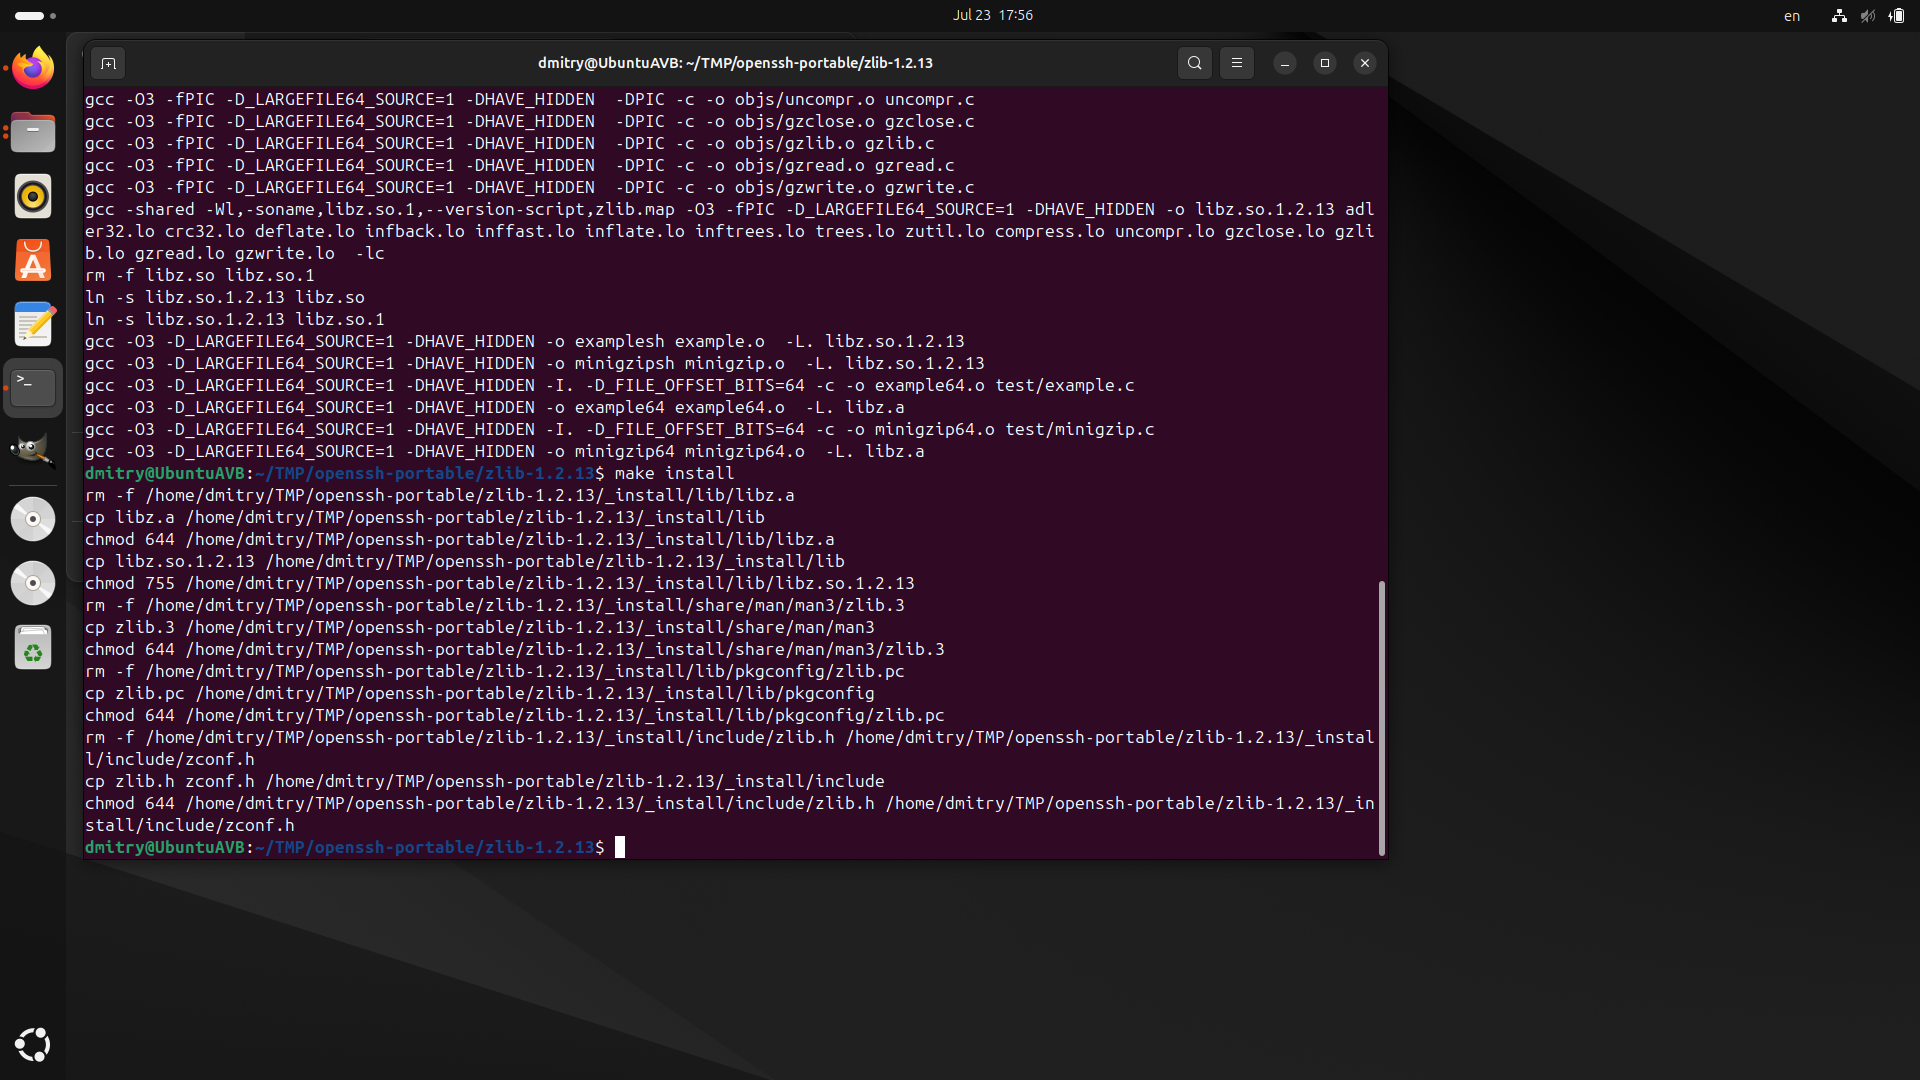 Jul 23  17:56
en
dmitry@UbuntuAVB: ~/TMP/openssh-portable/zlib-1.2.13
gcc -O3 -fPIC -D_LARGEFILE64_SOURCE=1 -DHAVE_HIDDEN  -DPIC -c -o objs/uncompr.o uncompr.c
gcc -O3 -fPIC -D_LARGEFILE64_SOURCE=1 -DHAVE_HIDDEN  -DPIC -c -o objs/gzclose.o gzclose.c
gcc -O3 -fPIC -D_LARGEFILE64_SOURCE=1 -DHAVE_HIDDEN  -DPIC -c -o objs/gzlib.o gzlib.c
gcc -O3 -fPIC -D_LARGEFILE64_SOURCE=1 -DHAVE_HIDDEN  -DPIC -c -o objs/gzread.o gzread.c
gcc -O3 -fPIC -D_LARGEFILE64_SOURCE=1 -DHAVE_HIDDEN  -DPIC -c -o objs/gzwrite.o gzwrite.c
gcc -shared -Wl,-soname,libz.so.1,--version-script,zlib.map -O3 -fPIC -D_LARGEFILE64_SOURCE=1 -DHAVE_HIDDEN -o libz.so.1.2.13 adl
er32.lo crc32.lo deflate.lo infback.lo inffast.lo inflate.lo inftrees.lo trees.lo zutil.lo compress.lo uncompr.lo gzclose.lo gzli
b.lo gzread.lo gzwrite.lo  -lc
rm -f libz.so libz.so.1
ln -s libz.so.1.2.13 libz.so
ln -s libz.so.1.2.13 libz.so.1
gcc -O3 -D_LARGEFILE64_SOURCE=1 -DHAVE_HIDDEN -o examplesh example.o  -L. libz.so.1.2.13
gcc -O3 -D_LARGEFILE64_SOURCE=1 -DHAVE_HIDDEN -o minigzipsh minigzip.o  -L. libz.so.1.2.13
gcc -O3 -D_LARGEFILE64_SOURCE=1 -DHAVE_HIDDEN -I. -D_FILE_OFFSET_BITS=64 -c -o example64.o test/example.c
gcc -O3 -D_LARGEFILE64_SOURCE=1 -DHAVE_HIDDEN -o example64 example64.o  -L. libz.a
gcc -O3 -D_LARGEFILE64_SOURCE=1 -DHAVE_HIDDEN -I. -D_FILE_OFFSET_BITS=64 -c -o minigzip64.o test/minigzip.c
gcc -O3 -D_LARGEFILE64_SOURCE=1 -DHAVE_HIDDEN -o minigzip64 minigzip64.o  -L. libz.a
dmitry@UbuntuAVB:~/TMP/openssh-portable/zlib-1.2.13$ make install
rm -f /home/dmitry/TMP/openssh-portable/zlib-1.2.13/_install/lib/libz.a
cp libz.a /home/dmitry/TMP/openssh-portable/zlib-1.2.13/_install/lib
chmod 644 /home/dmitry/TMP/openssh-portable/zlib-1.2.13/_install/lib/libz.a
cp libz.so.1.2.13 /home/dmitry/TMP/openssh-portable/zlib-1.2.13/_install/lib
chmod 755 /home/dmitry/TMP/openssh-portable/zlib-1.2.13/_install/lib/libz.so.1.2.13
rm -f /home/dmitry/TMP/openssh-portable/zlib-1.2.13/_install/share/man/man3/zlib.3
cp zlib.3 /home/dmitry/TMP/openssh-portable/zlib-1.2.13/_install/share/man/man3
chmod 644 /home/dmitry/TMP/openssh-portable/zlib-1.2.13/_install/share/man/man3/zlib.3
rm -f /home/dmitry/TMP/openssh-portable/zlib-1.2.13/_install/lib/pkgconfig/zlib.pc
cp zlib.pc /home/dmitry/TMP/openssh-portable/zlib-1.2.13/_install/lib/pkgconfig
chmod 644 /home/dmitry/TMP/openssh-portable/zlib-1.2.13/_install/lib/pkgconfig/zlib.pc
rm -f /home/dmitry/TMP/openssh-portable/zlib-1.2.13/_install/include/zlib.h /home/dmitry/TMP/openssh-portable/zlib-1.2.13/_instal
l/include/zconf.h
cp zlib.h zconf.h /home/dmitry/TMP/openssh-portable/zlib-1.2.13/_install/include
chmod 644 /home/dmitry/TMP/openssh-portable/zlib-1.2.13/_install/include/zlib.h /home/dmitry/TMP/openssh-portable/zlib-1.2.13/_in
stall/include/zconf.h
dmitry@UbuntuAVB:~/TMP/openssh-portable/zlib-1.2.13$